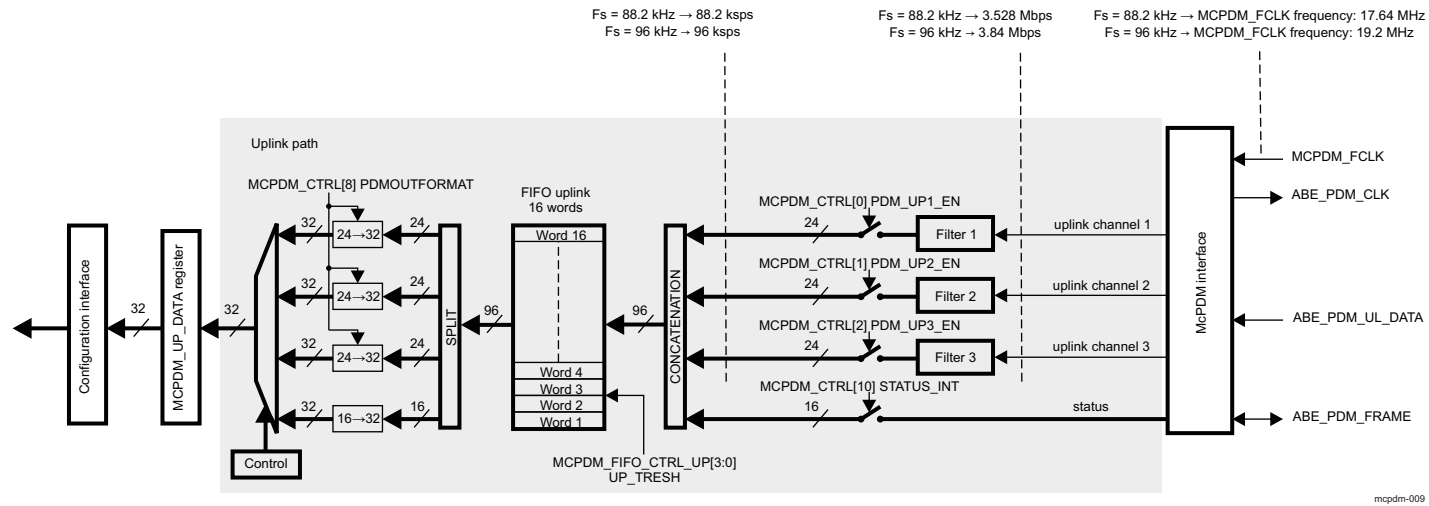 Fs = 88.2 kHz → 88.2 ksps
Fs = 96 kHz → 96 ksps
Fs = 88.2 kHz → 3.528 Mbps
Fs = 96 kHz → 3.84 Mbps
Fs = 88.2 kHz → MCPDM_FCLK frequency: 17.64 MHz
Fs = 96 kHz → MCPDM_FCLK frequency: 19.2 MHz
Uplink path
MCPDM_CTRL[8] PDMOUTFORMAT
FIFO uplink
16 words
MCPDM_CTRL[0] PDM_UP1_EN
MCPDM_FCLK
ABE_PDM_CLK
32
24→32
24
Word 16
24
Filter 1
uplink channel 1
MCPDM_CTRL[1] PDM_UP2_EN
32
24→32
24
24
Filter 2
uplink channel 2
Configuration interface
32
MCPDM_UP_DATA register
32
SPLIT
96
96
CONCATENATION
MCPDM_CTRL[2] PDM_UP3_EN
McPDM interface
ABE_PDM_UL_DATA
32
24→32
24
24
Filter 3
uplink channel 3
Word 4
Word 3
Word 2
Word 1
MCPDM_CTRL[10] STATUS_INT
32
16→32
16
16
status
ABE_PDM_FRAME
Control
MCPDM_FIFO_CTRL_UP[3:0]
UP_TRESH
mcpdm-009